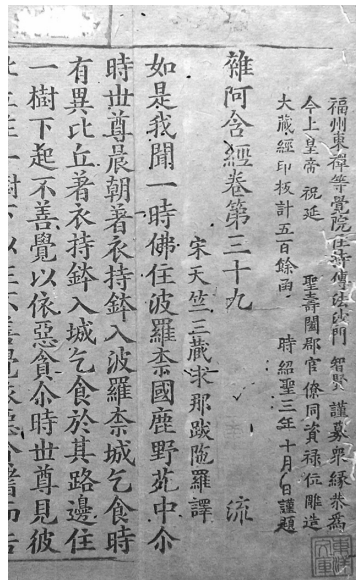 福州東禪等覺院住持傳法沙門 智賢 謹募衆緣恭爲
今上皇帝祝延 聖壽闔郡官僚同資祿位雕造
大藏經印板計五百餘函 時紹聖三年十月 日謹題
雜阿含經卷第三十九 流
宋天竺三藏求那跋陁羅譯
如是我聞一時佛住波羅柰國鹿野苑中尒
時世尊晨朝著衣持鉢入波羅柰城乞食時
有異比丘著衣持鉢入城乞食於其路邊住
一樹下起不善覺以依惡貪尒時世尊見彼
東洋文庫